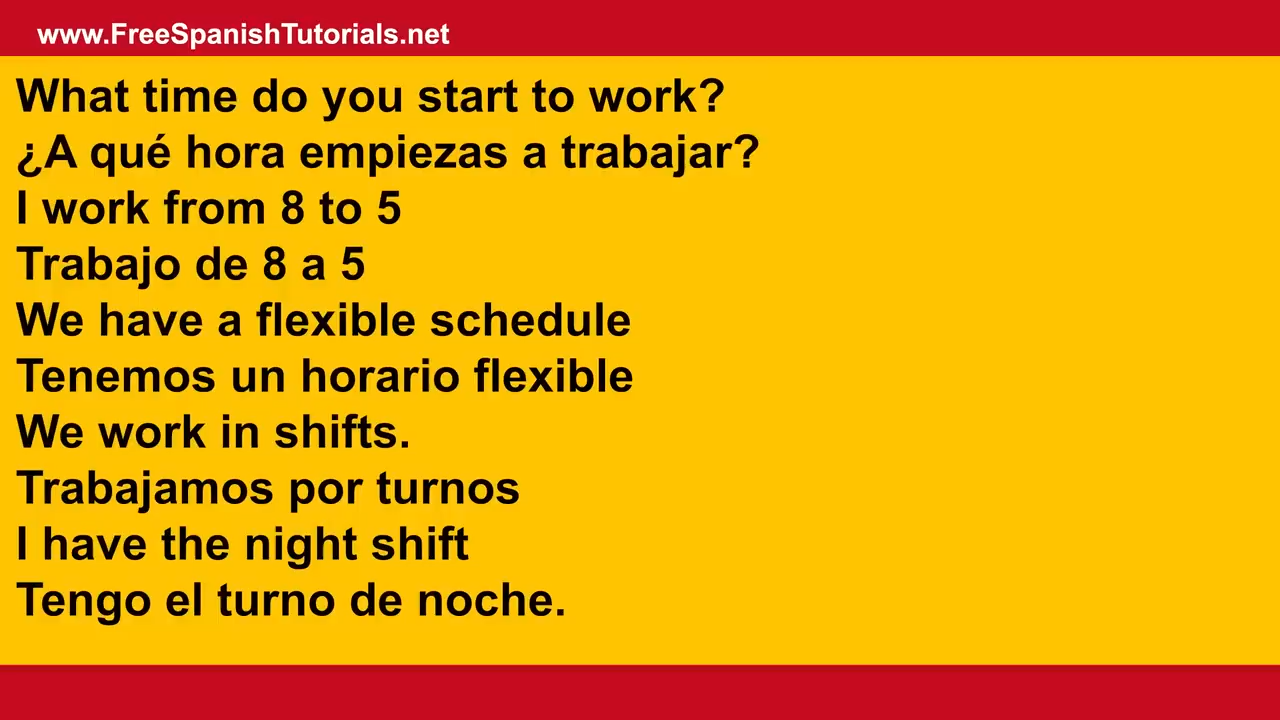 www.FreeSpanishTutorials.net
What time do you start to work?
¿A qué hora empiezas a trabajar?
I work from 8 to 5
Trabajo de 8 a 5
We have a flexible schedule
Tenemos un horario flexible
We work in shifts.
Trabajamos por turnos
I have the night shift
Tengo el turno de noche.